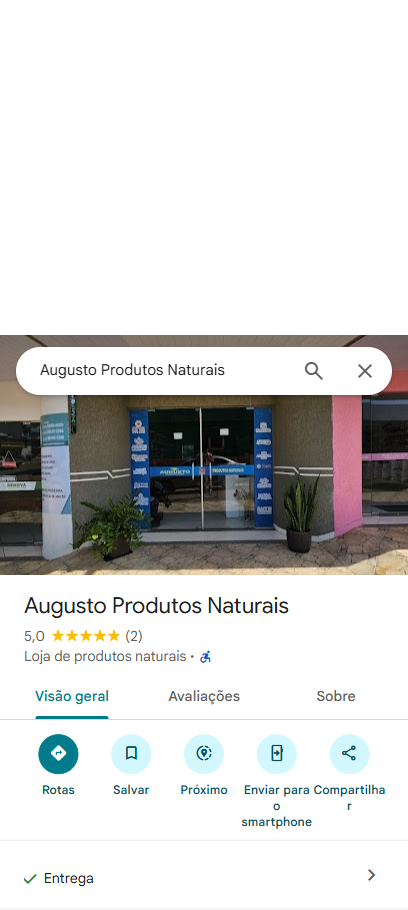 Augusto Produtos Naturais
AUGUSTO
PRODUTOS NATURAIS
Augusto Produtos Naturais
5,0 (2)
Loja de produtos naturais •
Visão geral
Avaliações
Sobre
Rotas
Salvar
Próximo
Enviar para
o
smartphone
Compartilha
r
Entrega